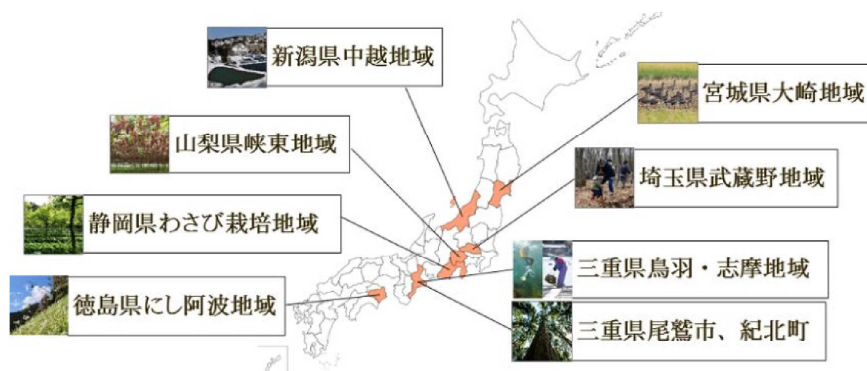 新潟県中越地域
宮城県大崎地域
山梨県峡東地域
埼玉県武蔵野地域
静岡県わさび栽培地域
三重県鳥羽・志摩地域
徳島県にし阿波地域
三重県尾鷲市、紀北町